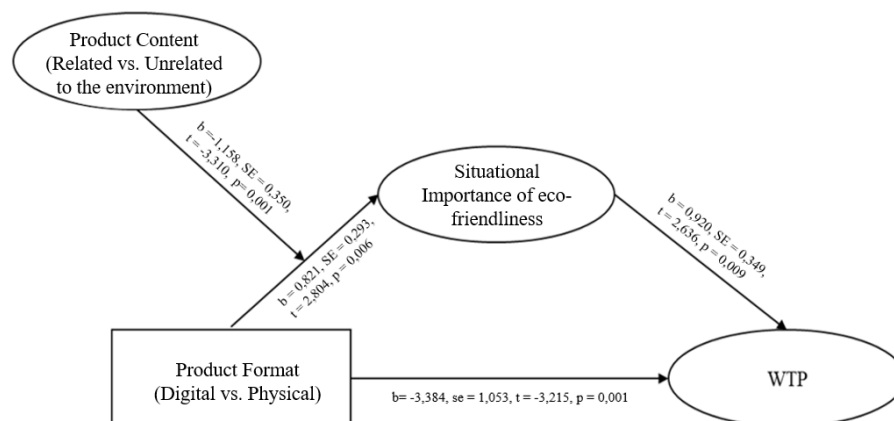 Product Content
(Related vs. Unrelated
to the environment)
b =-1,158, SE = 0,350,
t = -3,310, p= 0,001
Situational
Importance of eco-
friendliness
b = 0,920, SE = 0,349,
t = 2,636, p = 0,009
b = 0,821, SE = 0,293,
t = 2,804, p = 0,006
Product Format
(Digital vs. Physical)
WTP
b= -3,384, se = 1,053, t = -3,215, p = 0,001